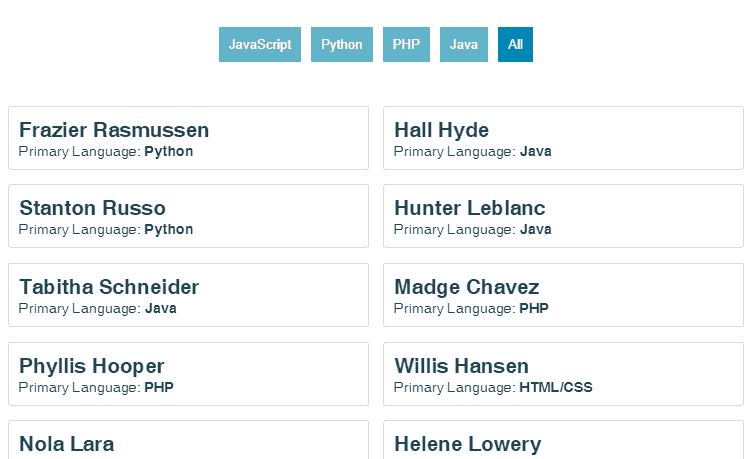 JavaScript Python PHP Java All
Frazier Rasmussen
Primary Language: Python
Hall Hyde
Primary Language: Java
Stanton Russo
Primary Language: Python
Hunter Leblanc
Primary Language: Java
Tabitha Schneider
Primary Language: Java
Madge Chavez
Primary Language: PHP
Phyllis Hooper
Primary Language: PHP
Willis Hansen
Primary Language: HTML/CSS
Nola Lara
Helene Lowery